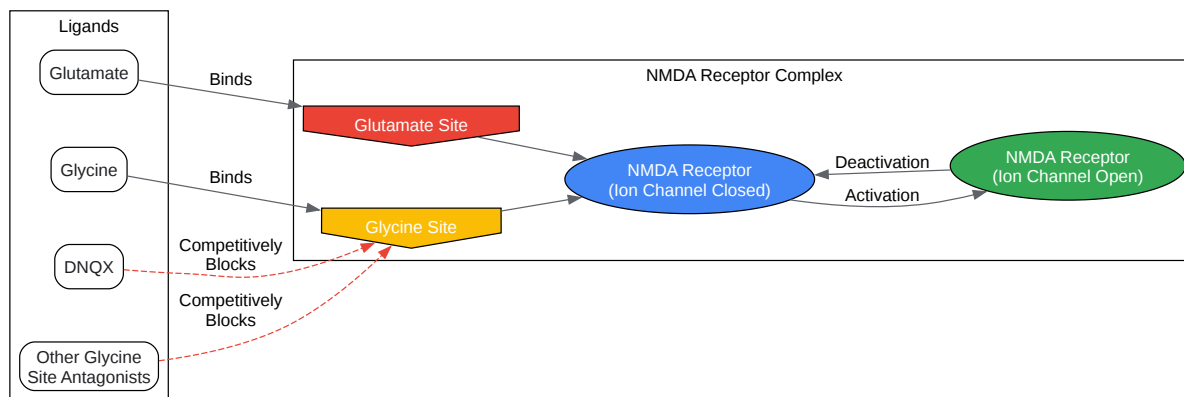 Ligands
Glutamate
Binds
NMDA Receptor Complex
Glutamate Site
Glycine
Binds
Glycine Site
NMDA Receptor
(Ion Channel Closed)
Deactivation
Activation
NMDA Receptor
(Ion Channel Open)
DNQX
Competitively
Blocks
Competitively
Blocks
Other Glycine
Site Antagonists